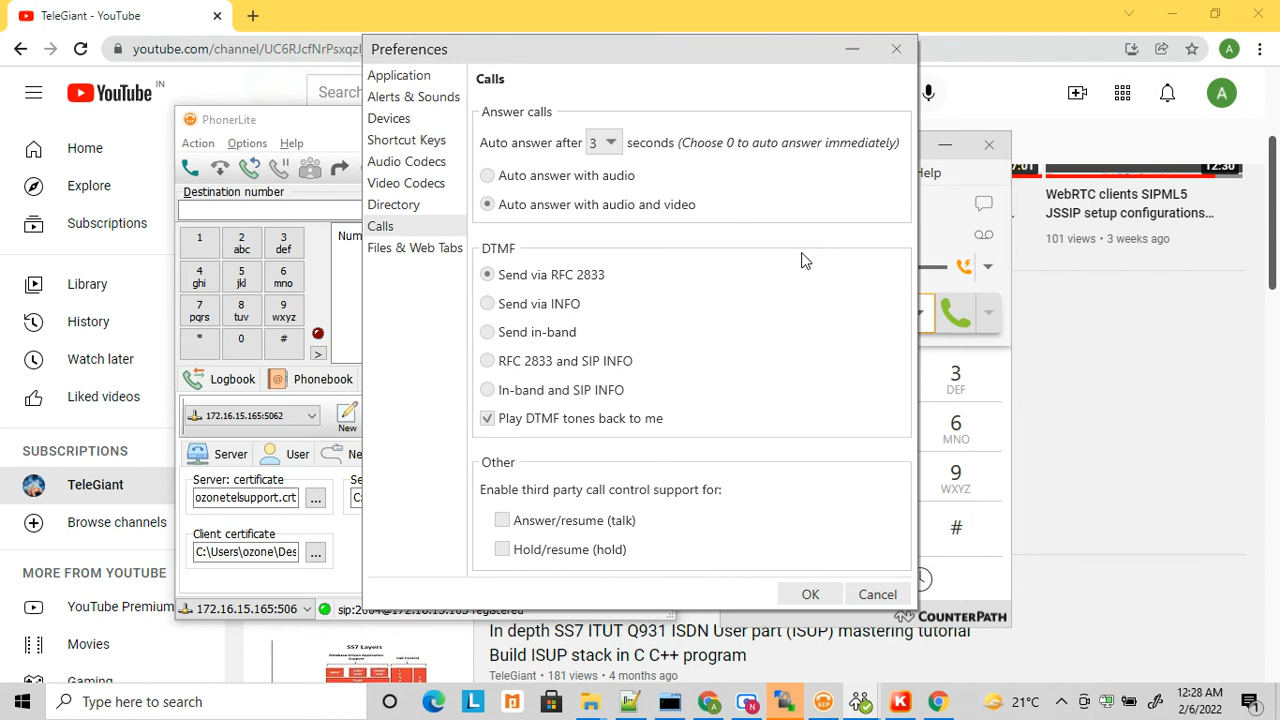 TeleGiant - YouTube
youtube.com/channel/UC6RJcfNrPsxqzl
A
YouTube
IN
Search
A
Home
Explore
Subscriptions
Library
History
Watch later
Liked videos
SUBSCRIPTIONS
TeleGiant
Browse channels
MORE FROM YOUTUBE
YouTube Premium
Movies
Gaming
PhonerLite
Action
Options
Help
Destination number
Num
1
2
abc
3
def
4
ghi
5
jkl
6
mno
7
pqrs
8
tuv
9
wxyz
*
0
#
>
Logbook
Phonebook
172.16.15.165:5062
New
Server
User
Ne
Server: certificate
Se
ozonetelsupport.crt
...
C:
Client certificate
C:\Users\ozone\Des
...
172.16.15.165:506
Preferences
Application
Alerts & Sounds
Devices
Shortcut Keys
Audio Codecs
Video Codecs
Directory
Calls
Files & Web Tabs
Calls
Answer calls
Auto answer after 3 seconds (Choose 0 to auto answer immediately)
Auto answer with audio
Auto answer with audio and video
DTMF
Send via RFC 2833
Send via INFO
Send in-band
RFC 2833 and SIP INFO
In-band and SIP INFO
Play DTMF tones back to me
Other
Enable third party call control support for:
Answer/resume (talk)
Hold/resume (hold)
OK
Cancel
Help
3
DEF
6
MNO
9
WXYZ
#
COUNTERPATH
7:01
12:30
WebRTC clients SIPML5
JSSIP setup configurations...
101 views • 3 weeks ago
SS7 Layers
In depth SS7 ITUT Q931 ISDN User part (ISUP) mastering tutorial
Build ISUP stack in C C++ program
TeleGiant • 181 views • 4 months ago
Type here to search
21°C
12:28 AM
2/6/2022